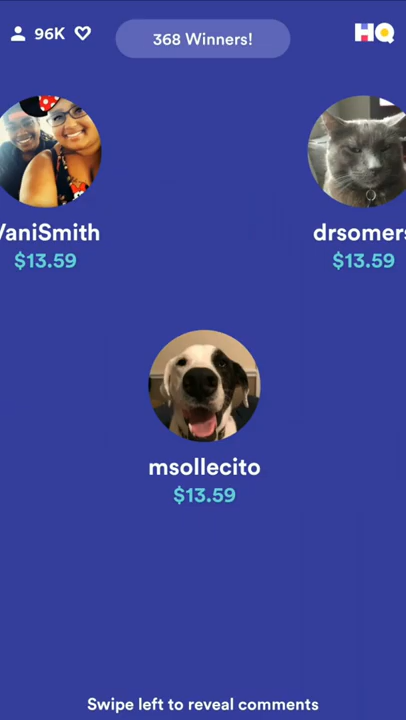 96K
368 Winners!
HQ
VaniSmith
$13.59
drsomers
$13.59
msollecito
$13.59
Swipe left to reveal comments